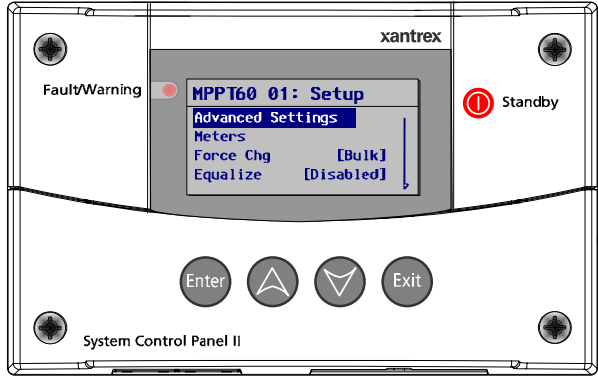 xantrex
Fault/Warning
MPPT60 01: Setup
Standby
Advanced Settings
Meters
Force Chg [Bulk]
Equalize [Disabled]
Enter
Exit
System Control Panel II